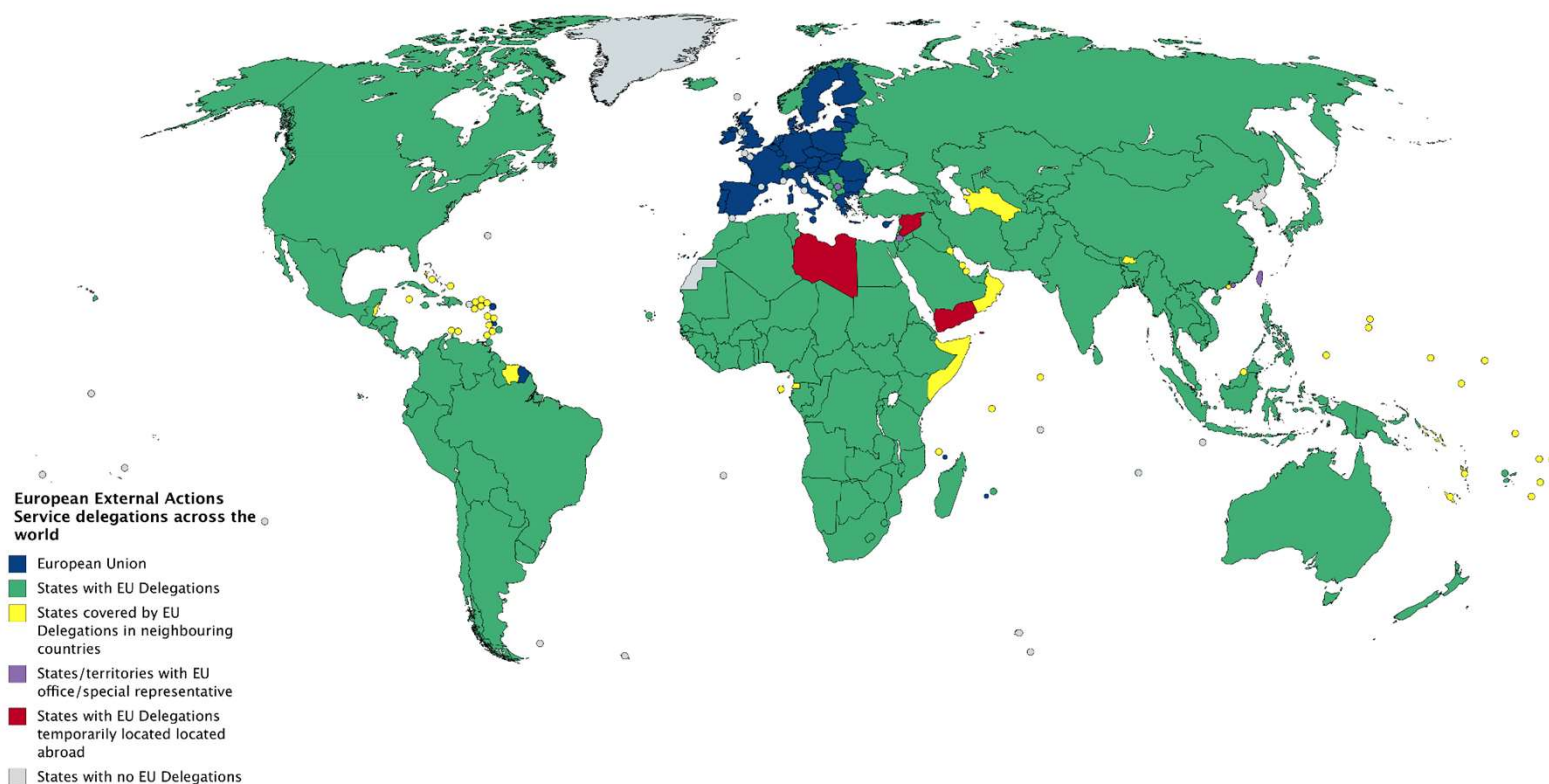 European External Actions
Service delegations across the
world
European Union
States with EU Delegations
States covered by EU
Delegations in neighbouring
countries
States/territories with EU
office/special representative
States with EU Delegations
temporarily located located
abroad
States with no EU Delegations